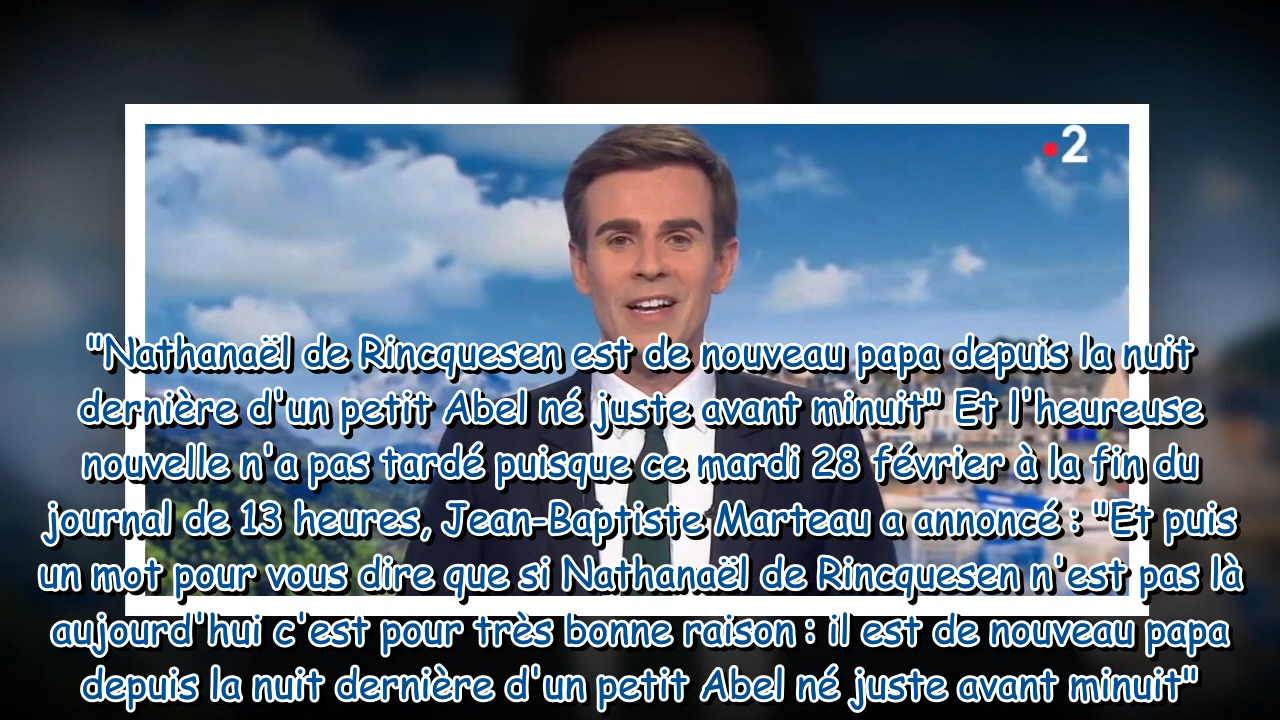 2
"Nathanaël de Rincquesen est de nouveau papa depuis la nuit
dernière d'un petit Abel né juste avant minuit" Et l'heureuse
nouvelle n'a pas tardé puisque ce mardi 28 février à la fin du
journal de 13 heures, Jean-Baptiste Marteau a annoncé : "Et puis
un mot pour vous dire que si Nathanaël de Rincquesen n'est pas là
aujourd'hui c'est pour très bonne raison : il est de nouveau papa
depuis la nuit dernière d'un petit Abel né juste avant minuit"